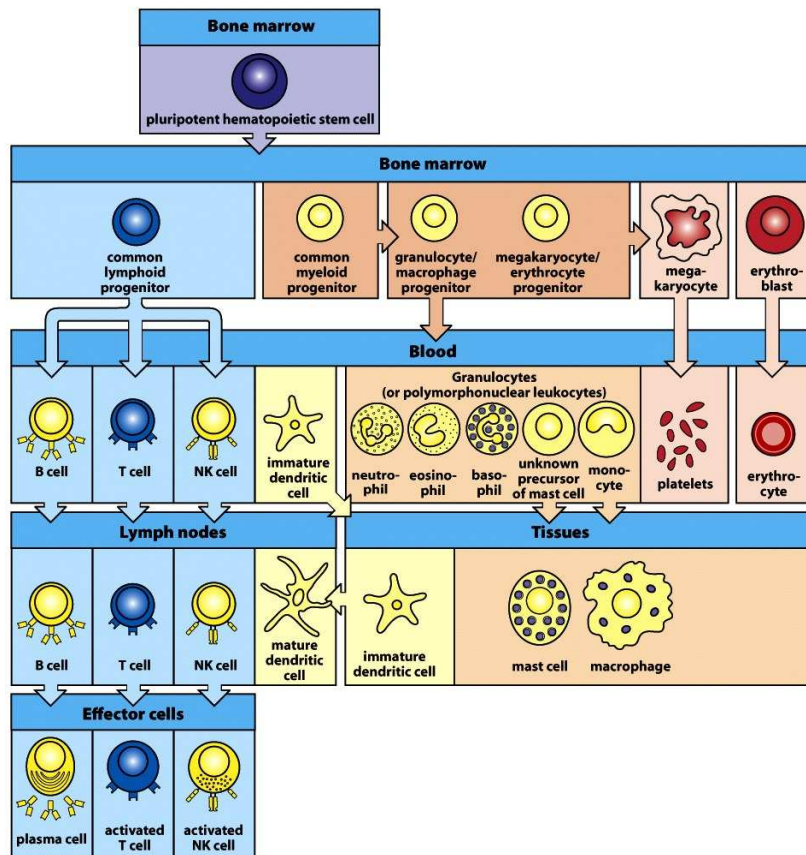 Bone marrow
pluripotent hematopoietic stem cell
Bone marrow
common
lymphoid
progenitor
common
myeloid
progenitor
granulocyte/
macrophage
progenitor
megakaryocyte/
erythrocyte
progenitor
mega-
karyocyte
erythro-
blast
Blood
B cell
T cell
NK cell
immature
dendritic
cell
Granulocytes
(or polymorphonuclear leukocytes)
neutro-
phil
eosino-
phil
baso-
phil
unknown
precursor
of mast cell
mono-
cyte
platelets
erythro-
cyte
Lymph nodes
Tissues
B cell
T cell
NK cell
mature
dendritic
cell
immature
dendritic cell
mast cell
macrophage
Effector cells
plasma cell
activated
T cell
activated
NK cell